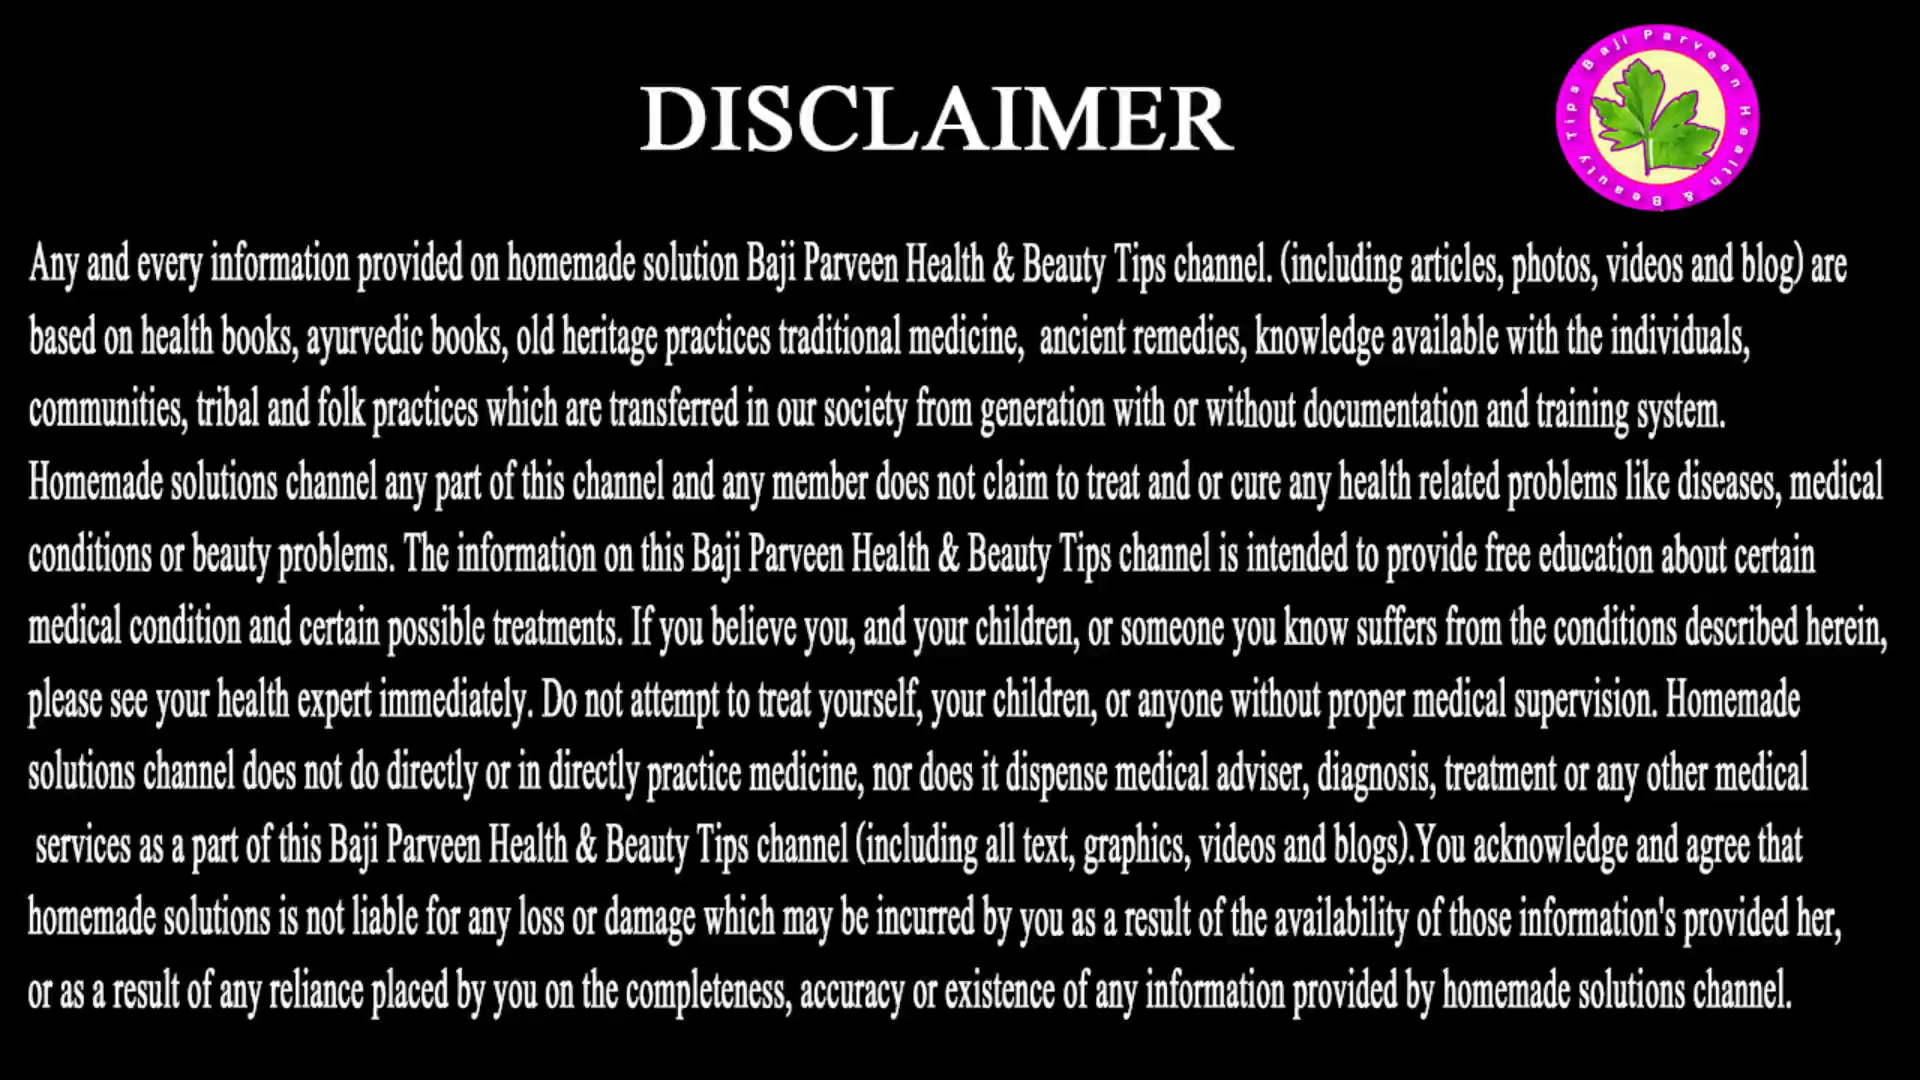 DISCLAIMER
Baji Parveen Health & Beauty Tips
Any and every information provided on homemade solution Baji Parveen Health & Beauty Tips channel. (including articles, photos, videos and blog) are
based on health books, ayurvedic books, old heritage practices traditional medicine,  ancient remedies, knowledge available with the individuals,
communities, tribal and folk practices which are transferred in our society from generation with or without documentation and training system.
Homemade solutions channel any part of this channel and any member does not claim to treat and or cure any health related problems like diseases, medical
conditions or beauty problems. The information on this Baji Parveen Health & Beauty Tips channel is intended to provide free education about certain
medical condition and certain possible treatments. If you believe you, and your children, or someone you know suffers from the conditions described herein,
please see your health expert immediately. Do not attempt to treat yourself, your children, or anyone without proper medical supervision. Homemade
solutions channel does not do directly or in directly practice medicine, nor does it dispense medical adviser, diagnosis, treatment or any other medical
services as a part of this Baji Parveen Health & Beauty Tips channel (including all text, graphics, videos and blogs).You acknowledge and agree that
homemade solutions is not liable for any loss or damage which may be incurred by you as a result of the availability of those information's provided her,
or as a result of any reliance placed by you on the completeness, accuracy or existence of any information provided by homemade solutions channel.